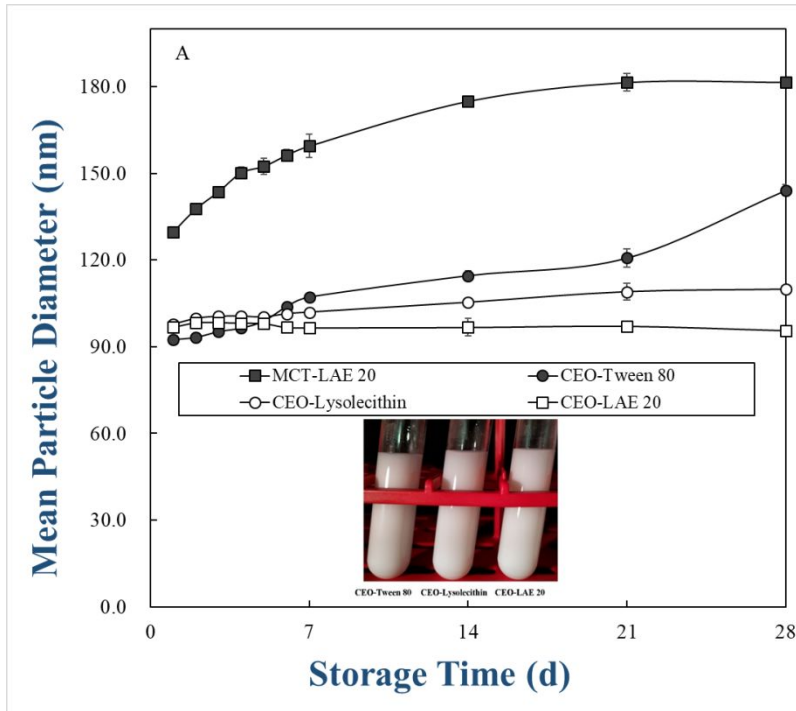 A
180.0
150.0
120.0
90.0
60.0
30.0
0.0
Mean Particle Diameter (nm)
MCT-LAE 20
CEO-Tween 80
CEO-Lysolecithin
CEO-LAE 20
CEO-Tween 80 CEO-Lysolecithin CEO-LAE 20
0 7 14 21 28
Storage Time (d)